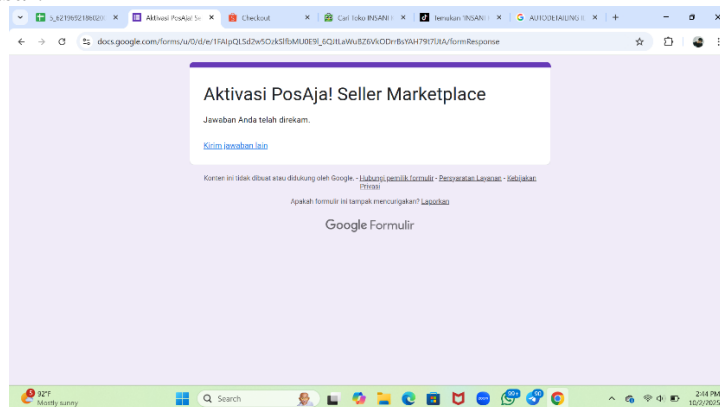 Aktivasi PosAja! Se
Checkout
Cari Toko INSANI
Temukan 'INSANI
AUTODETAILING
docs.google.com/forms/u/0/d/e/
/formResponse
Aktivasi PosAja! Seller Marketplace
Jawaban Anda telah direkam.
Kirim jawaban lain
Konten ini tidak dibuat atau didukung oleh Google. - Hubungi pemilik formulir - Persyaratan Layanan - Kebijakan
Privasi
Apakah formulir ini tampak mencurigakan? Laporkan
Google Formulir
92°F
Mostly sunny
Search
99+
90
2:14 PM
10/2/2025